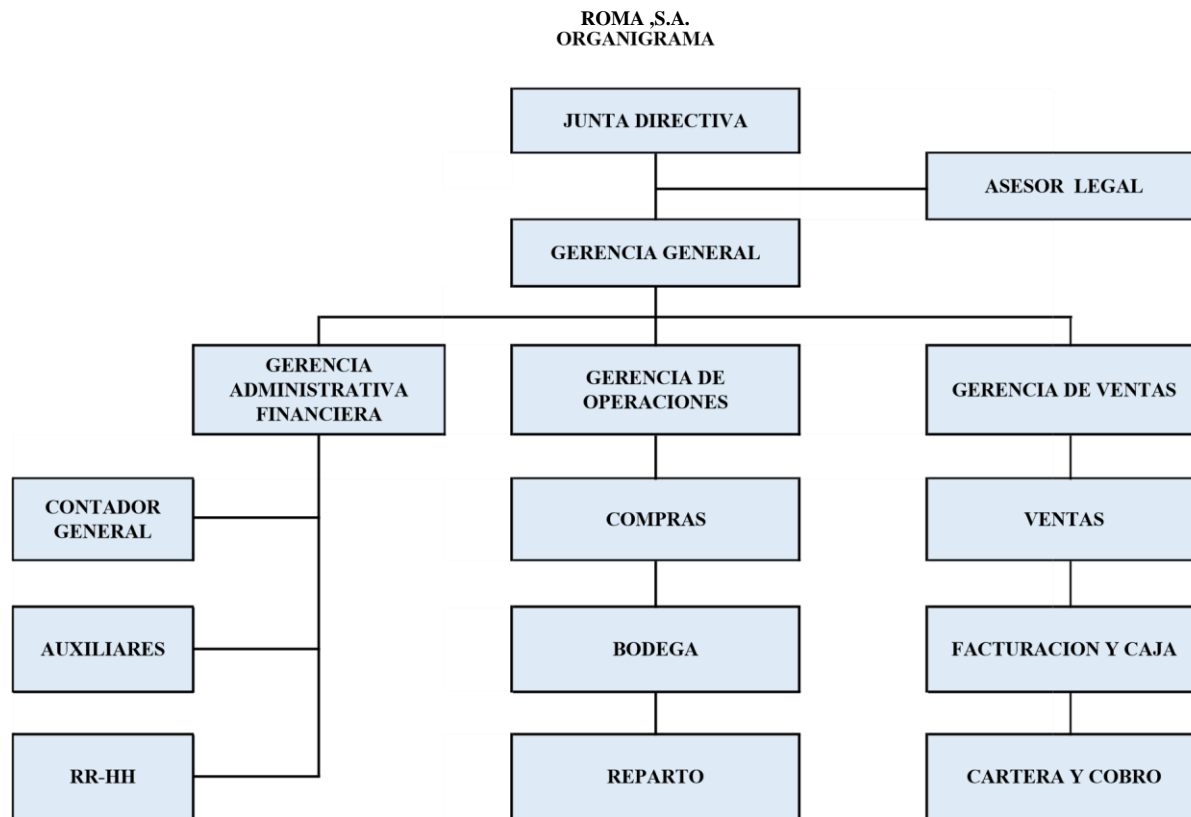 ROMA ,S.A.
ORGANIGRAMA
JUNTA DIRECTIVA
ASESOR LEGAL
GERENCIA GENERAL
GERENCIA
ADMINISTRATIVA
FINANCIERA
GERENCIA DE
OPERACIONES
GERENCIA DE VENTAS
CONTADOR
GENERAL
COMPRAS
VENTAS
AUXILIARES
BODEGA
FACTURACION Y CAJA
RR-HH
REPARTO
CARTERA Y COBRO